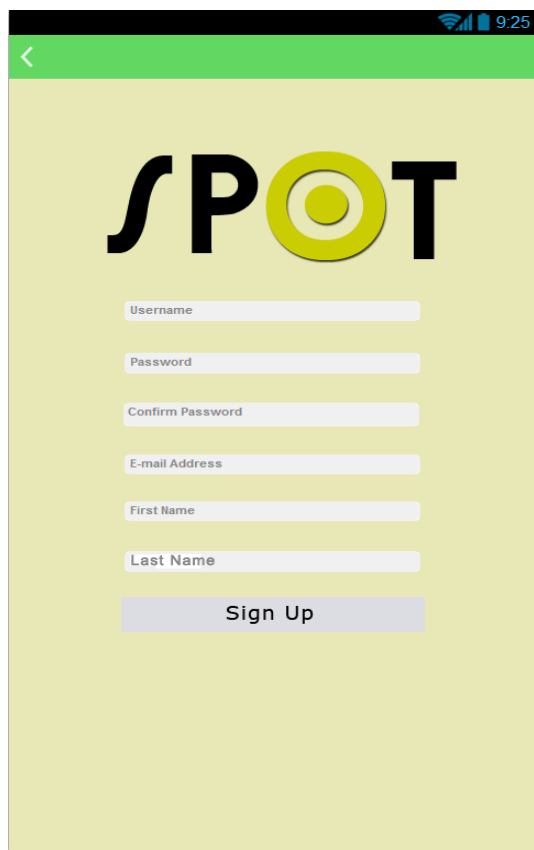 9:25
SPOT
Username
Password
Confirm Password
E-mail Address
First Name
Last Name
Sign Up